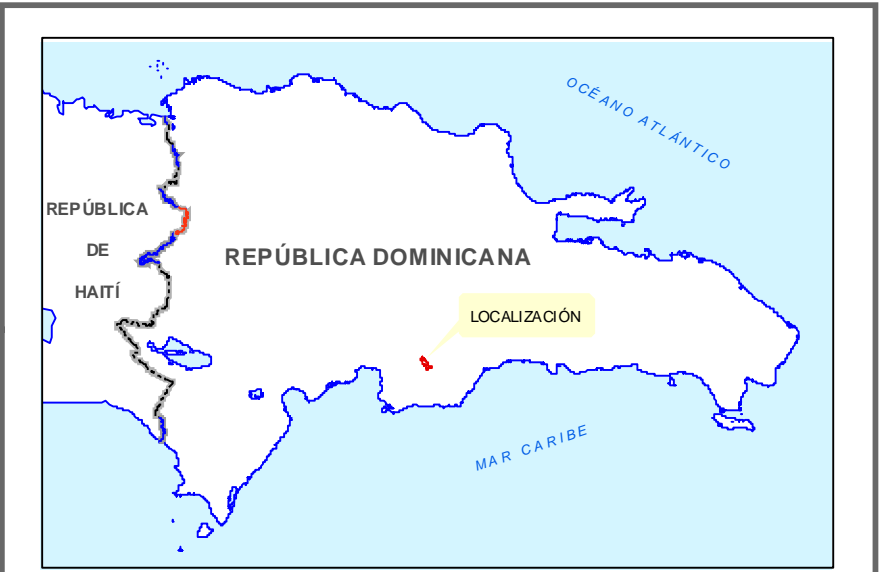 OCÉANO ATLÁNTICO
REPÚBLICA
DE
HAITÍ
REPÚBLICA DOMINICANA
LOCALIZACIÓN
MAR CARIBE